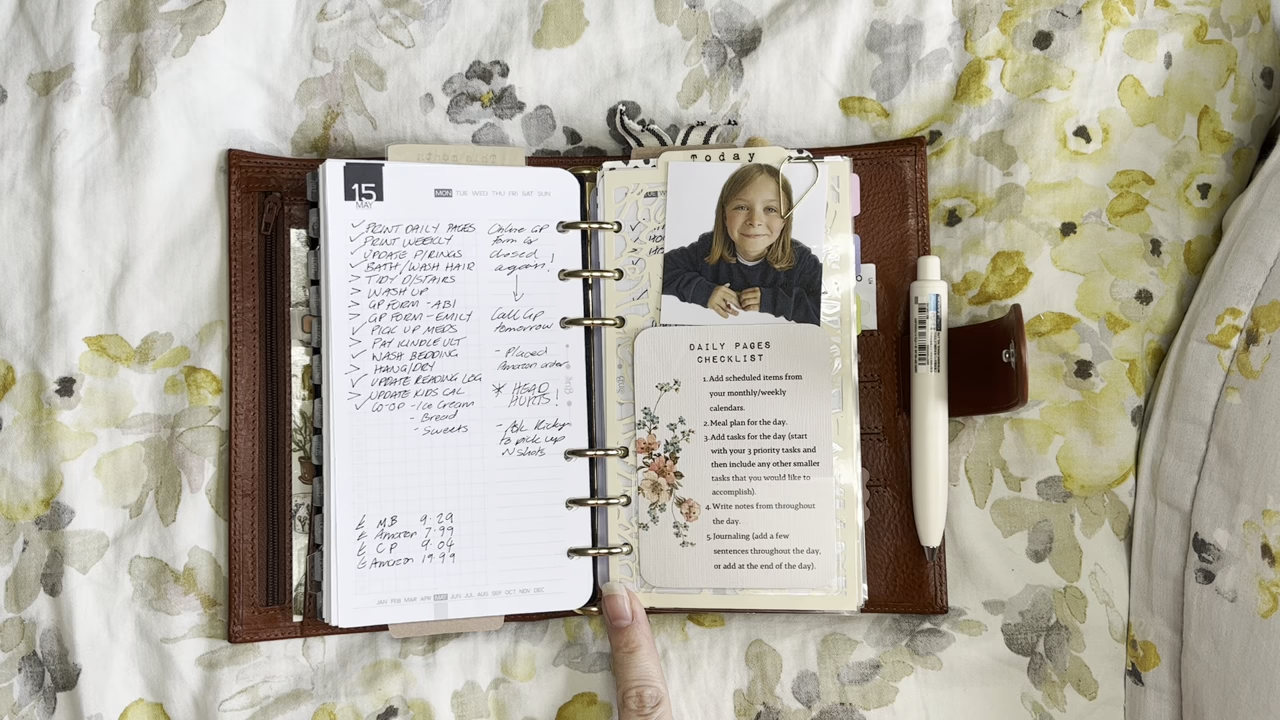 15
MAY
MON TUE WED THU FRI SAT SUN
✓ PRINT DAILY PAGES
✓ PRINT WEEKLY
✓ UPDATE P/RINGS
✓ BATH/WASH HAIR
> TIDY D/STAIRS
> WASH UP
> GP FORM - ABI
> GP FORM - EMILY
✓ PICK UP MEDS
> PAY KINDLE ULT
✓ WASH BEDDING
✓ HANG/DRY
> UPDATE READING LOG
> UPDATE KIDS CAL
✓ CO-OP - Ice Cream
- Bread
- Sweets
Online GP
form is
closed
again!
↓
Call GP
tomorrow
- Placed
Amazon order
* HEAD
HURTS!
- Ask Ricky
to pick up
N shots
£ M.B 9.29
£ Amazon 7.99
£ CP 9.04
£ Amazon 19.99
JAN FEB MAR APR MAY JUN JUL AUG SEP OCT NOV DEC
Today
DAILY PAGES
CHECKLIST
1. Add scheduled items from
your monthly/weekly
calendars.
2. Meal plan for the day.
3. Add tasks for the day (start
with your 3 priority tasks and
then include any other smaller
tasks that you would like to
accomplish).
4. Write notes from throughout
the day.
5. Journaling (add a few
sentences throughout the day,
or add at the end of the day).